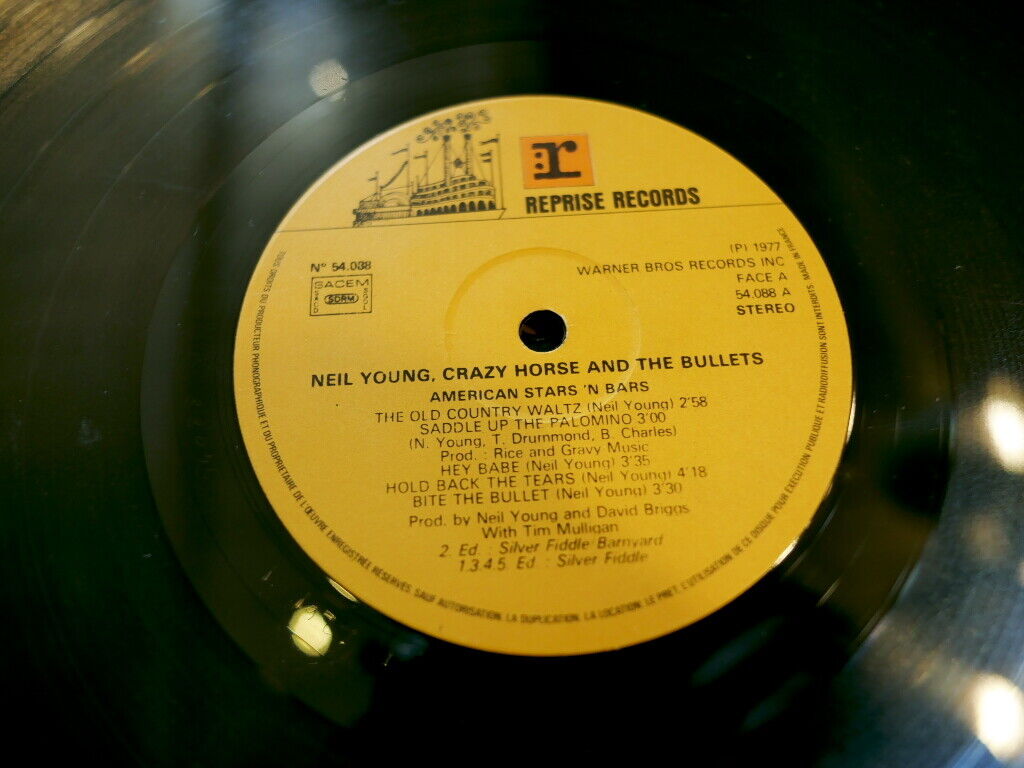 r
REPRISE RECORDS
N° 54.088
SACEM
SACD
SDRM
SGDL
(P) 1977
WARNER BROS RECORDS INC
FACE A
54.088 A
STEREO
NEIL YOUNG, CRAZY HORSE AND THE BULLETS
AMERICAN STARS 'N BARS
THE OLD COUNTRY WALTZ (Neil Young) 2'58
SADDLE UP THE PALOMINO 3'00
(N. Young, T. Drummond, B. Charles)
Prod. : Rice and Gravy Music
HEY BABE (Neil Young) 3'35
HOLD BACK THE TEARS (Neil Young) 4'18
BITE THE BULLET (Neil Young) 3'30
Prod. by Neil Young and David Briggs
With Tim Mulligan
2. Ed. : Silver Fiddle/Barnyard
1.3.4.5. Ed. : Silver Fiddle
TOUS DROITS DU PRODUCTEUR PHONOGRAPHIQUE ET DU PROPRIETAIRE DE L'ŒUVRE ENREGISTRÉE RESERVES. SAUF AUTORISATION, LA DUPLICATION, LA LOCATION, LE PRET, L'UTILISATION DE CE DISQUE POUR EXECUTION PUBLIQUE ET RADIODIFFUSION SONT INTERDITS. MADE IN FRANCE